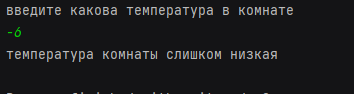 введите какова температура в комнате
-6
температура комнаты слишком низкая